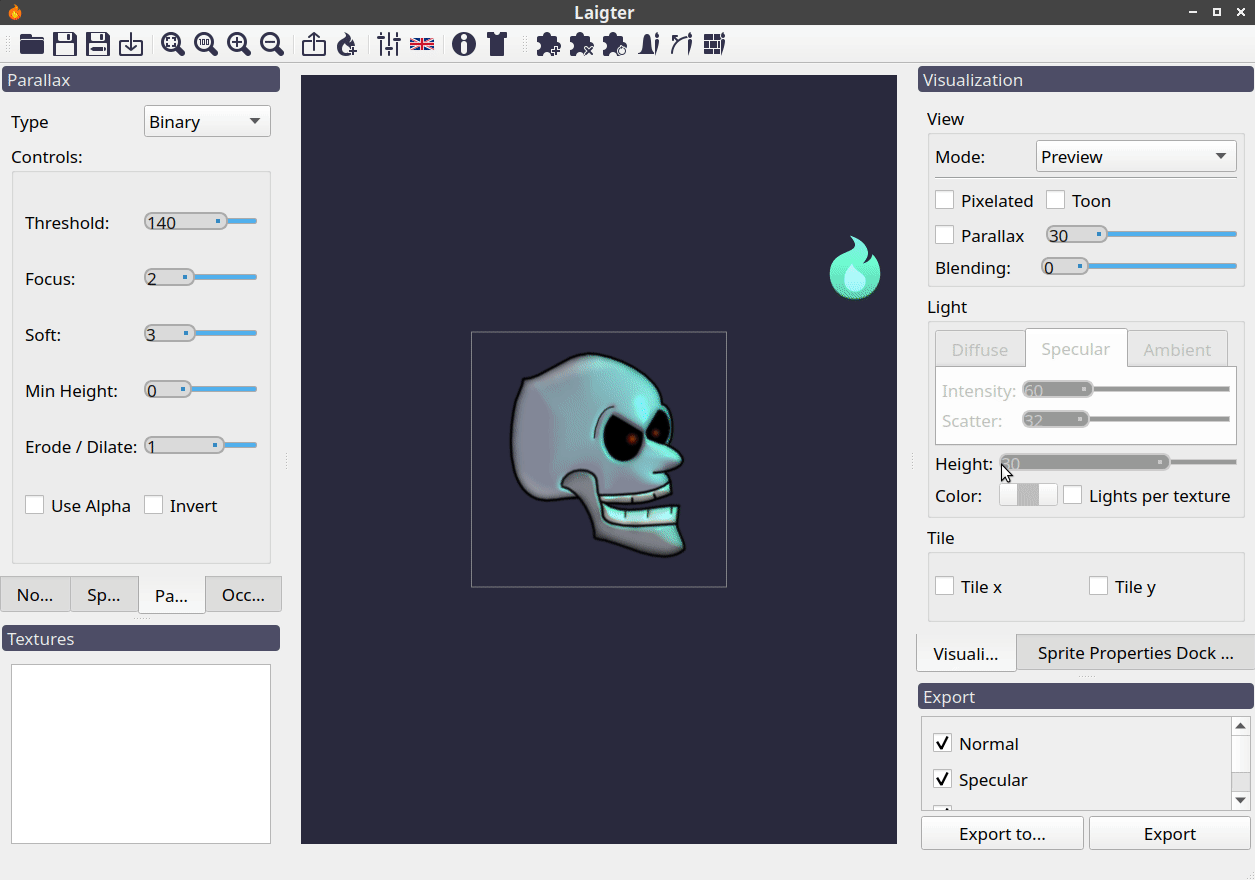 Laigter
100
Parallax
Type Binary
Controls:
Threshold: 140
Focus: 2
Soft: 3
Min Height: 0
Erode / Dilate: 1
Use Alpha Invert
No... Sp... Pa... Occ...
Textures
Visualization
View
Mode: Preview
Pixelated Toon
Parallax 30
Blending: 0
Light
Diffuse Specular Ambient
Intensity: 60
Scatter: 32
Height: 30
Color: Lights per texture
Tile
Tile x Tile y
Visuali... Sprite Properties Dock ...
Export
Normal
Specular
Export to... Export